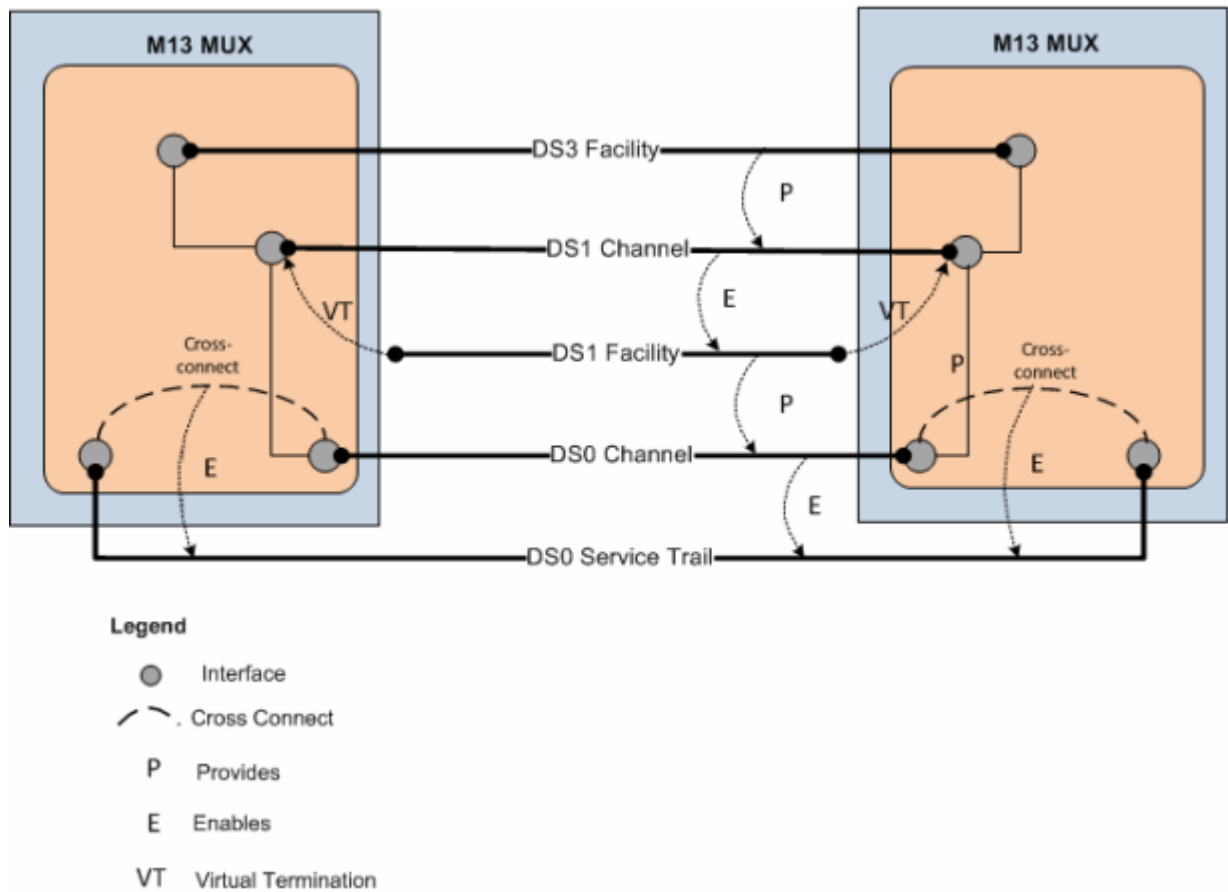 M13 MUX
M13 MUX
DS3 Facility
P
DS1 Channel
E
VT
VT
DS1 Facility
Cross-
connect
Cross-
connect
P
P
DS0 Channel
E
E
E
DS0 Service Trail
Legend
Interface
Cross Connect
P Provides
E Enables
VT Virtual Termination